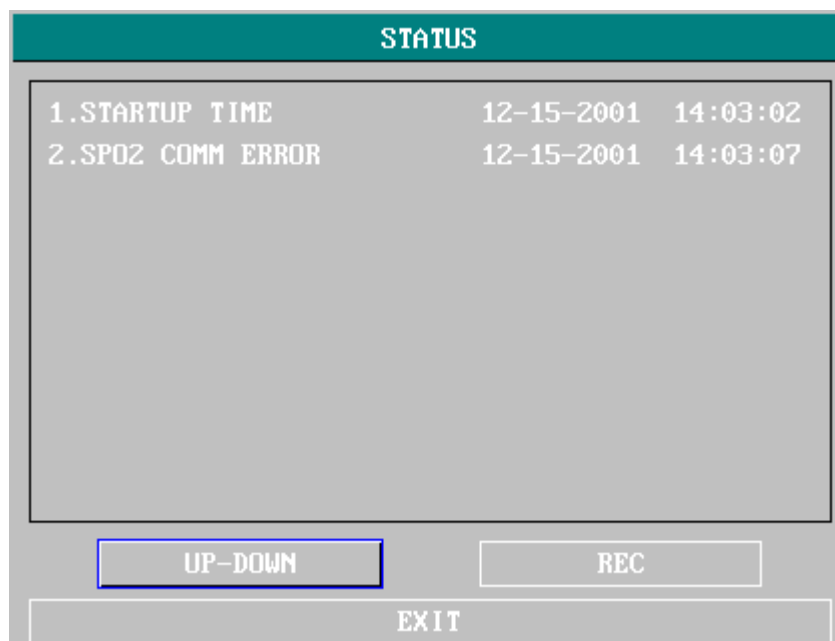 STATUS
1.STARTUP TIME 12-15-2001 14:03:02
2.SPO2 COMM ERROR 12-15-2001 14:03:07
UP-DOWN REC
EXIT